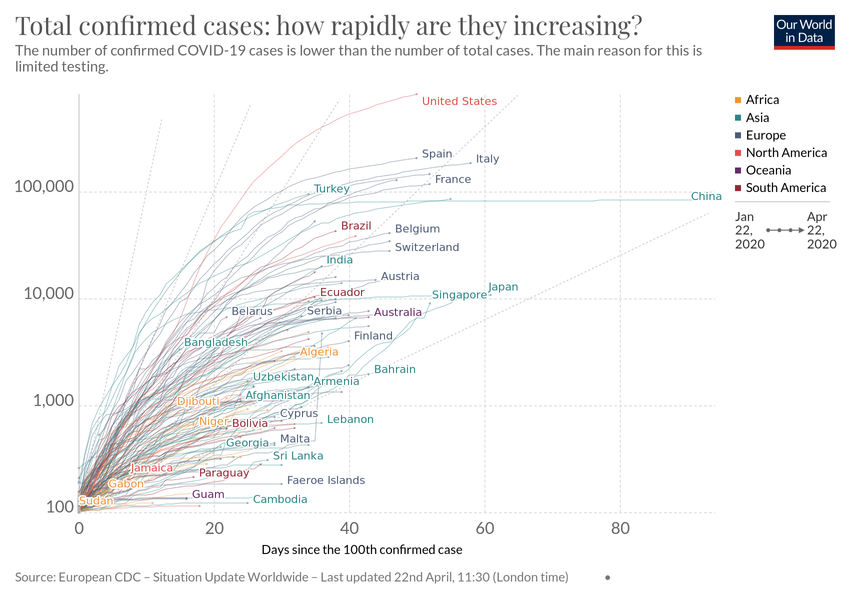 Total confirmed cases: how rapidly are they increasing?
Our World
in Data
The number of confirmed COVID-19 cases is lower than the number of total cases. The main reason for this is
limited testing.
Africa
Asia
Europe
North America
Oceania
South America
Jan
22,
2020
Apr
22,
2020
United States
Spain
Italy
France
Turkey
100,000
China
Brazil
Belgium
Switzerland
India
Austria
Japan
Ecuador
Singapore
10,000
Belarus
Serbia
Australia
Finland
Bangladesh
Algeria
Bahrain
Uzbekistan
Armenia
Afghanistan
Djibouti
1,000
Cyprus
Niger
Bolivia
Lebanon
Georgia
Malta
Sri Lanka
Jamaica
Paraguay
Gabon
Faeroe Islands
Guam
Cambodia
Sudan
100
0
20
40
60
80
Days since the 100th confirmed case
Source: European CDC – Situation Update Worldwide – Last updated 22nd April, 11:30 (London time)